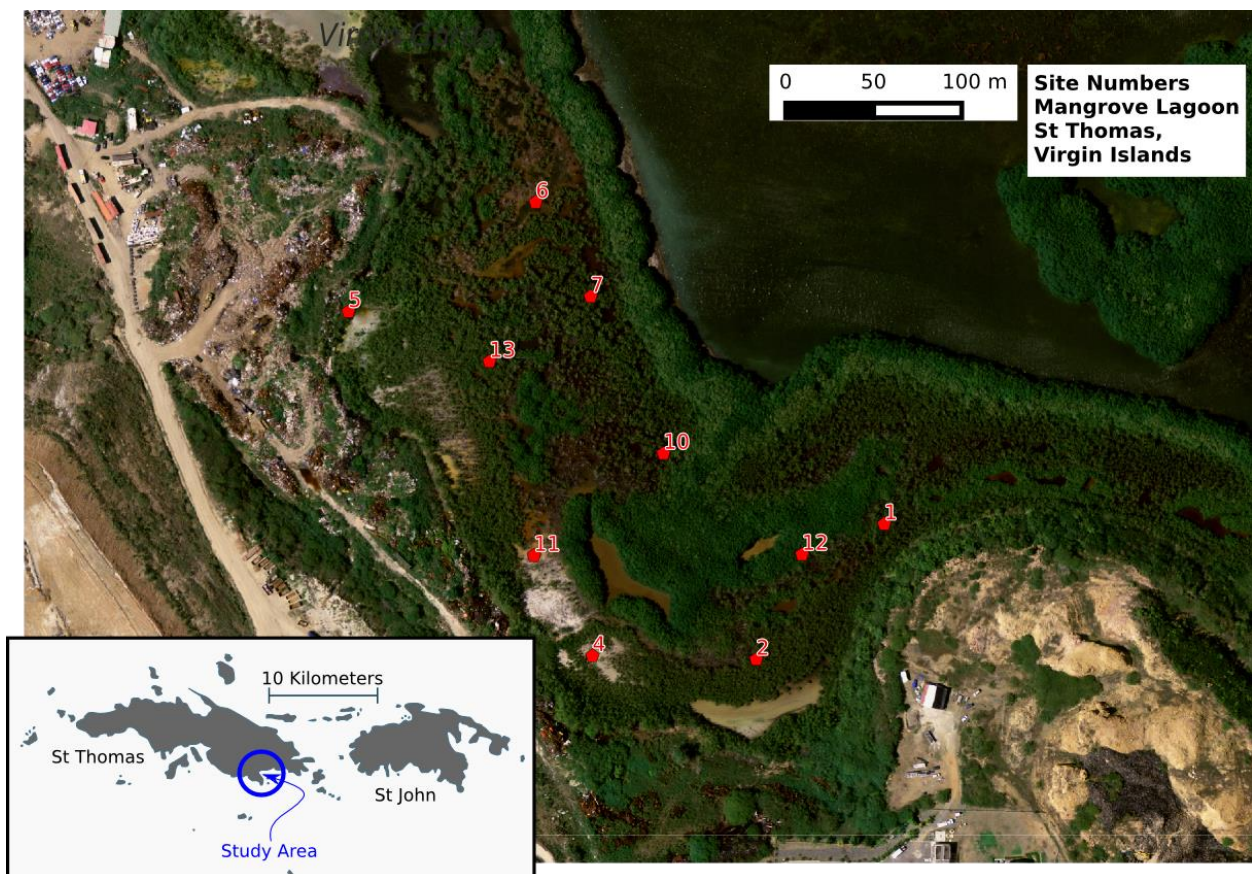 0 50 100 m
Site Numbers
Mangrove Lagoon
St Thomas,
Virgin Islands
6
7
5
13
10
1
12
11
4
2
10 Kilometers
St Thomas
St John
Study Area